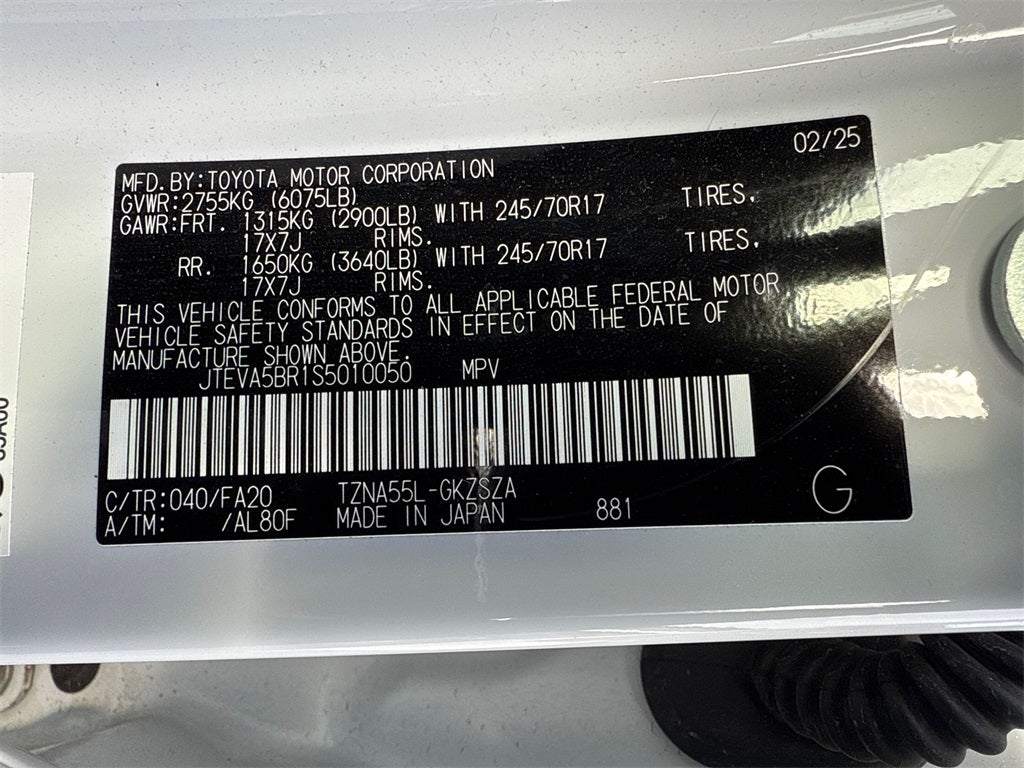 02/25
MFD.BY:TOYOTA MOTOR CORPORATION
GVWR:2755KG (6075LB)
GAWR:FRT. 1315KG (2900LB) WITH 245/70R17 TIRES,
17X7J RIMS.
RR. 1650KG (3640LB) WITH 245/70R17 TIRES,
17X7J RIMS.
THIS VEHICLE CONFORMS TO ALL APPLICABLE FEDERAL MOTOR
VEHICLE SAFETY STANDARDS IN EFFECT ON THE DATE OF
MANUFACTURE SHOWN ABOVE.
JTEVA5BR1S5010050 MPV
C/TR:040/FA20 TZNA55L-GKZSZA
A/TM: /AL80F MADE IN JAPAN 881
G